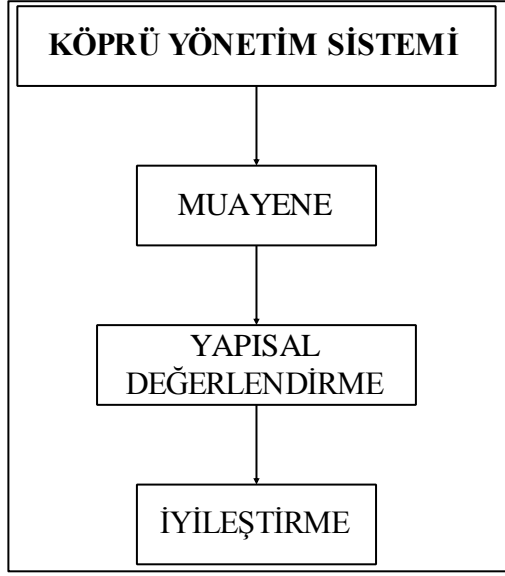 KÖPRÜ YÖNETİM SİSTEMİ
MUAYENE
YAPISAL
DEĞERLENDİRME
İYİLEŞTİRME